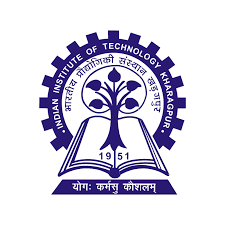 INDIAN INSTITUTE OF TECHNOLOGY KHARAGPUR
भारतीय प्रौद्योगिकी संस्थान खड़गपुर
1951
योगः कर्मसु कौशलम्